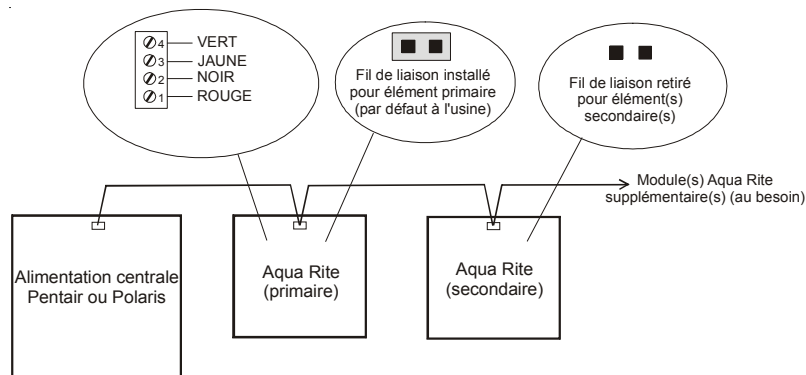 4 VERT
3 JAUNE
2 NOIR
1 ROUGE
Fil de liaison installé
pour élément primaire
(par défaut à l'usine)
Fil de liaison retiré
pour élément(s)
secondaire(s)
Module(s) Aqua Rite
supplémentaire(s) (au besoin)
Alimentation centrale
Pentair ou Polaris
Aqua Rite
(primaire)
Aqua Rite
(secondaire)